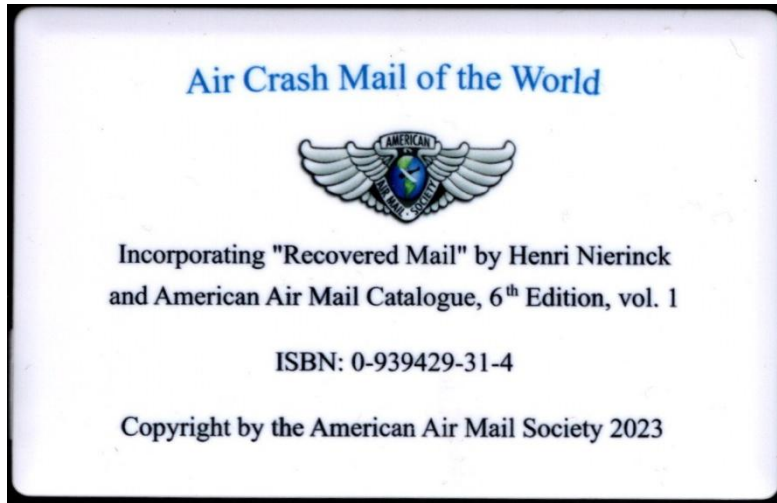 Air Crash Mail of the World
AMERICAN
AIR MAIL · SOCIETY
Incorporating "Recovered Mail" by Henri Nierinck
and American Air Mail Catalogue, 6th Edition, vol. 1
ISBN: 0-939429-31-4
Copyright by the American Air Mail Society 2023